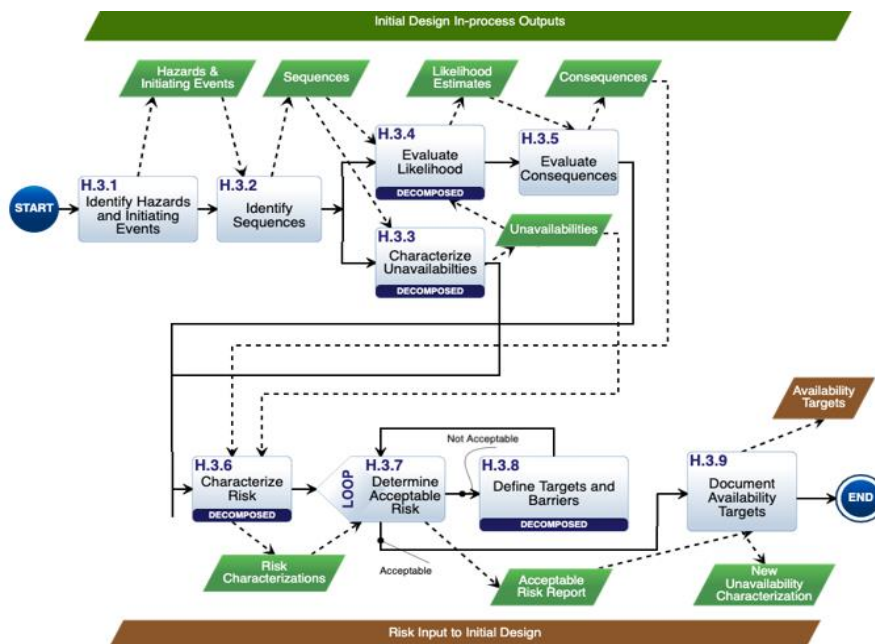 Initial Design In-process Outputs
Hazards &
Initiating Events
Sequences
Likelihood
Estimates
Consequences
H.3.4
Evaluate
Likelihood
DECOMPOSED
H.3.5
Evaluate
Consequences
START
H.3.1
Identify Hazards
and Initiating
Events
H.3.2
Identify
Sequences
H.3.3
Characterize
Unavailabilties
DECOMPOSED
Unavailabilities
Availability
Targets
Not Acceptable
H.3.6
Characterize
Risk
DECOMPOSED
LOOP
H.3.7
Determine
Acceptable
Risk
H.3.8
Define Targets and
Barriers
DECOMPOSED
H.3.9
Document
Availability
Targets
END
Risk
Characterizations
Acceptable
Acceptable
Risk Report
New
Unavailability
Characterization
Risk Input to Initial Design